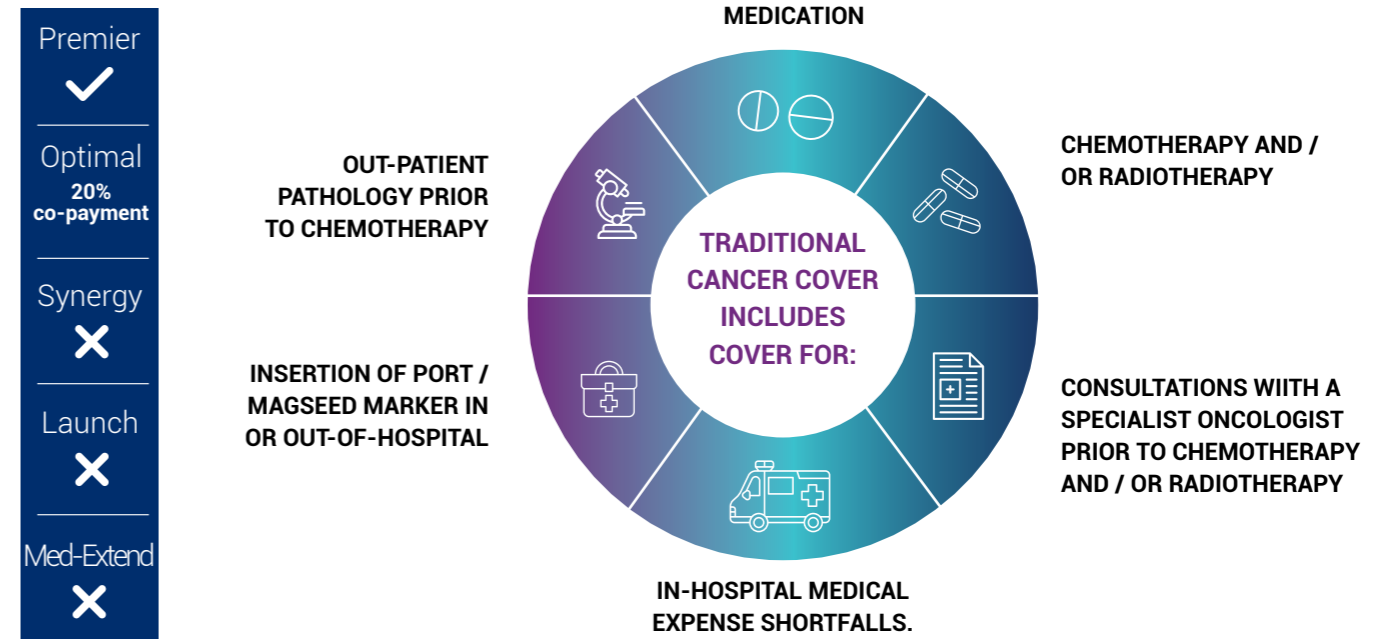 Premier
Optimal
20%
co-payment
Synergy
Launch
Med-Extend
MEDICATION
OUT-PATIENT
PATHOLOGY PRIOR
TO CHEMOTHERAPY
CHEMOTHERAPY AND /
OR RADIOTHERAPY
TRADITIONAL
CANCER COVER
INCLUDES
COVER FOR:
INSERTION OF PORT /
MAGSEED MARKER IN
OR OUT-OF-HOSPITAL
CONSULTATIONS WIITH A
SPECIALIST ONCOLOGIST
PRIOR TO CHEMOTHERAPY
AND / OR RADIOTHERAPY
IN-HOSPITAL MEDICAL
EXPENSE SHORTFALLS.